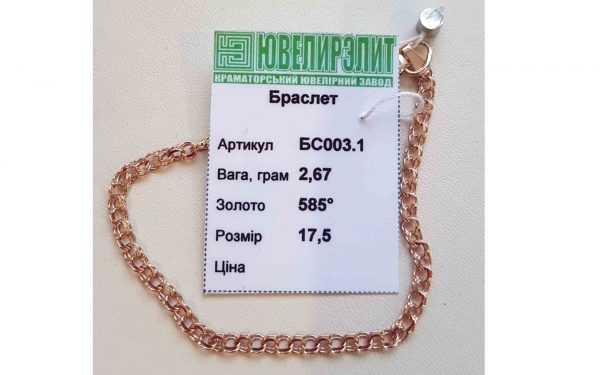 ЮВЕЛИРЭЛИТ
КРАМАТОРСЬКИЙ ЮВЕЛІРНИЙ ЗАВОД
Браслет
Артикул БС003.1
Вага, грам 2,67
Золото 585°
Розмір 17,5
Ціна